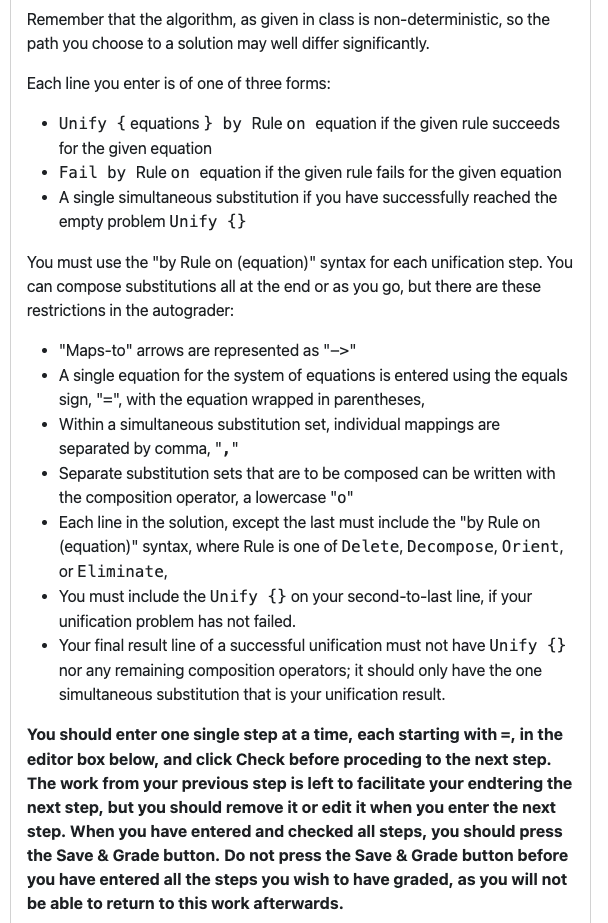 Remember that the algorithm, as given in class is non-deterministic, so the
path you choose to a solution may well differ significantly.
Each line you enter is of one of three forms:
• Unify { equations } by Rule on equation if the given rule succeeds
for the given equation
• Fail by Rule on equation if the given rule fails for the given equation
• A single simultaneous substitution if you have successfully reached the
empty problem Unify {}
You must use the "by Rule on (equation)" syntax for each unification step. You
can compose substitutions all at the end or as you go, but there are these
restrictions in the autograder:
• "Maps-to" arrows are represented as "–>"
• A single equation for the system of equations is entered using the equals
sign, "=", with the equation wrapped in parentheses,
• Within a simultaneous substitution set, individual mappings are
separated by comma, ","
• Separate substitution sets that are to be composed can be written with
the composition operator, a lowercase "o"
• Each line in the solution, except the last must include the "by Rule on
(equation)" syntax, where Rule is one of Delete, Decompose, Orient,
or Eliminate,
• You must include the Unify {} on your second-to-last line, if your
unification problem has not failed.
• Your final result line of a successful unification must not have Unify {}
nor any remaining composition operators; it should only have the one
simultaneous substitution that is your unification result.
You should enter one single step at a time, each starting with =, in the
editor box below, and click Check before proceding to the next step.
The work from your previous step is left to facilitate your endtering the
next step, but you should remove it or edit it when you enter the next
step. When you have entered and checked all steps, you should press
the Save & Grade button. Do not press the Save & Grade button before
you have entered all the steps you wish to have graded, as you will not
be able to return to this work afterwards.